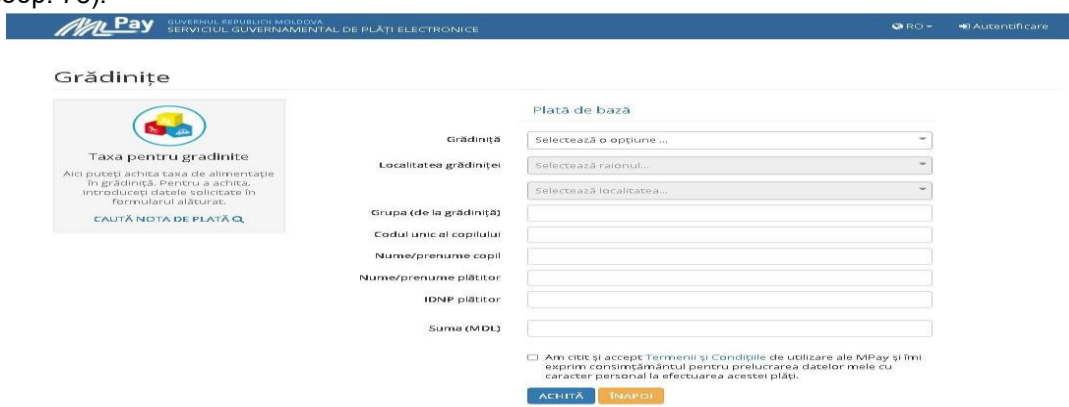 MPay GUVERNUL REPUBLICII MOLDOVA
SERVICIUL GUVERNAMENTAL DE PLĂȚI ELECTRONICE
RO
Autentificare
Grădinițe
Taxa pentru gradinite
Aici puteți achita taxa de alimentație
în grădiniță. Pentru a achita,
introduceți datele solicitate în
formularul alăturat.
CAUTĂ NOTA DE PLATĂ
Plată de bază
Grădiniță Selectează o opțiune ...
Localitatea grădiniței Selectează raionul...
Selectează localitatea...
Grupa (de la grădiniță)
Codul unic al copilului
Nume/prenume copil
Nume/prenume plătitor
IDNP plătitor
Suma (MDL)
Am citit și accept Termenii și Condițiile de utilizare ale MPay și îmi
exprim consimțământul pentru prelucrarea datelor mele cu
caracter personal la efectuarea acestei plăți.
ACHITĂ ÎNAPOI